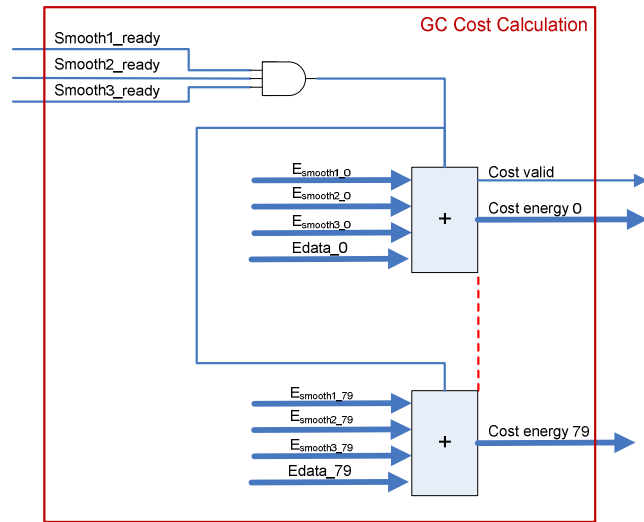 GC Cost Calculation
Smooth1_ready
Smooth2_ready
Smooth3_ready
Esmooth1_0
Esmooth2_0
Esmooth3_0
Edata_0
+
Cost valid
Cost energy 0
Esmooth1_79
Esmooth2_79
Esmooth3_79
Edata_79
+
Cost energy 79